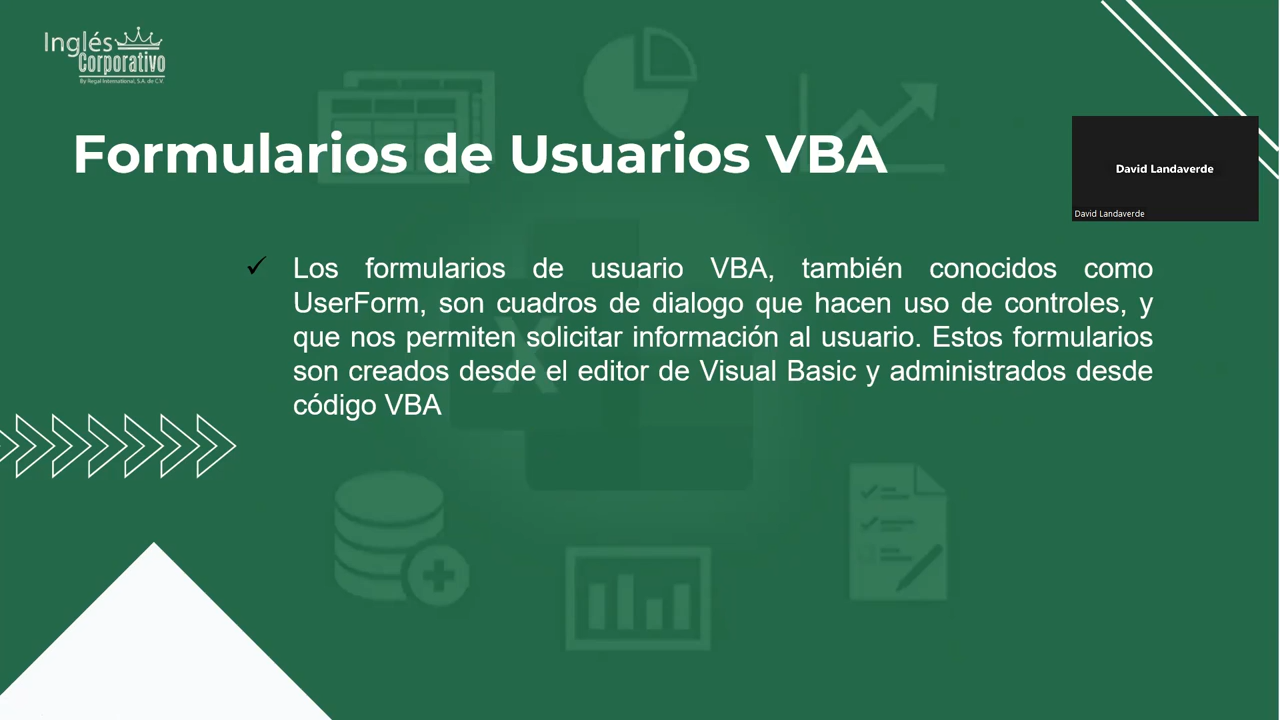 Inglés
Corporativo
By Regal International, S.A. de C.V.
Formularios de Usuarios VBA
David Landaverde
David Landaverde
Los formularios de usuario VBA, también conocidos como
UserForm, son cuadros de dialogo que hacen uso de controles, y
que nos permiten solicitar información al usuario. Estos formularios
son creados desde el editor de Visual Basic y administrados desde
código VBA
X